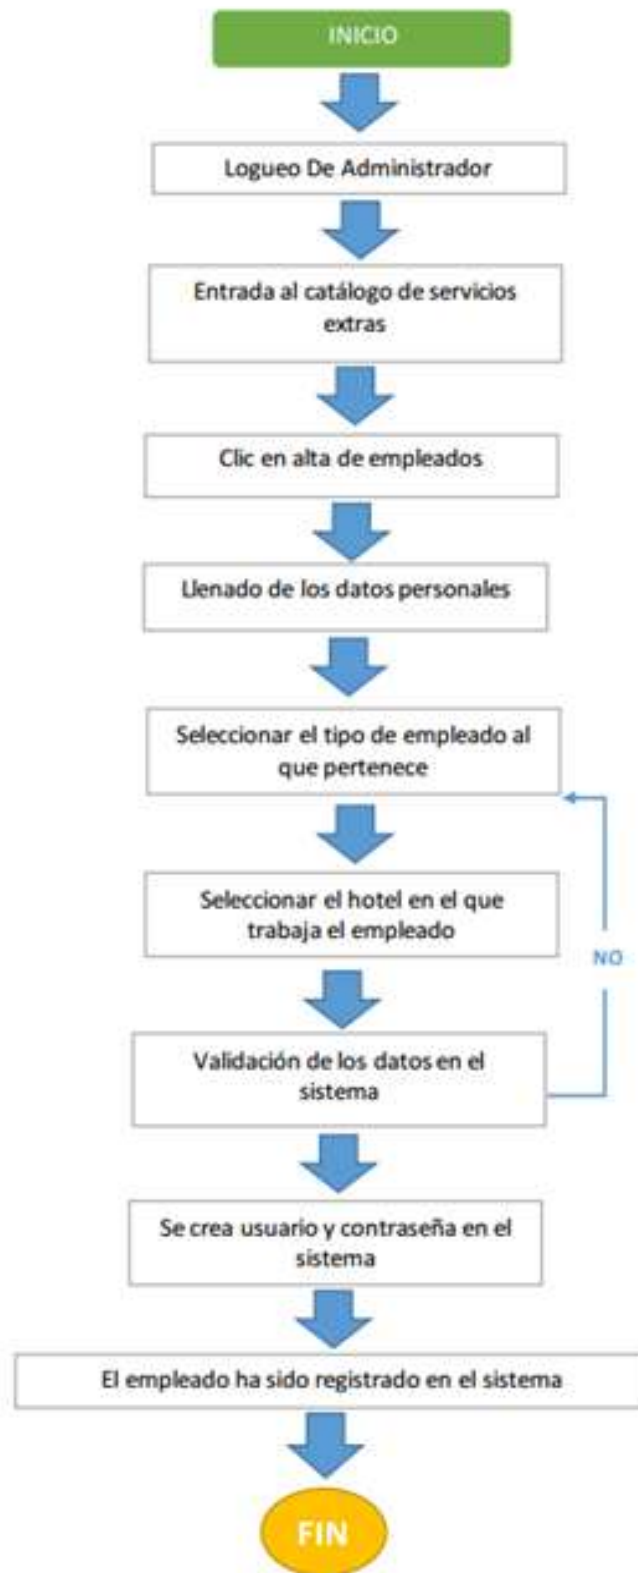 INICIO
Logueo De Administrador
Entrada al catálogo de servicios
extras
Clic en alta de empleados
Llenado de los datos personales
Seleccionar el tipo de empleado al
que pertenece
Seleccionar el hotel en el que
trabaja el empleado
NO
Validación de los datos en el
sistema
Se crea usuario y contraseña en el
sistema
El empleado ha sido registrado en el sistema
FIN